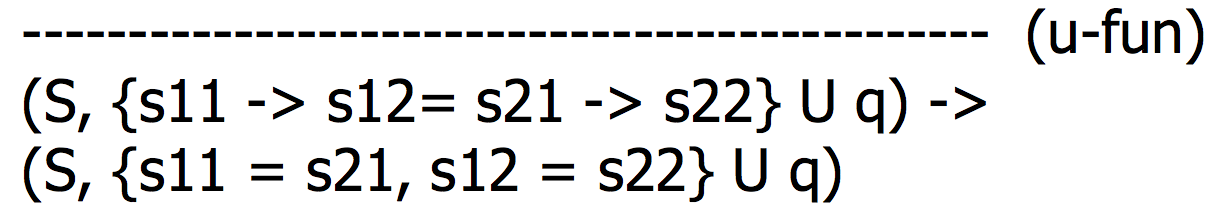 ---------------------------------------------- (u-fun)
(S, {s11 -> s12= s21 -> s22} U q) ->
(S, {s11 = s21, s12 = s22} U q)